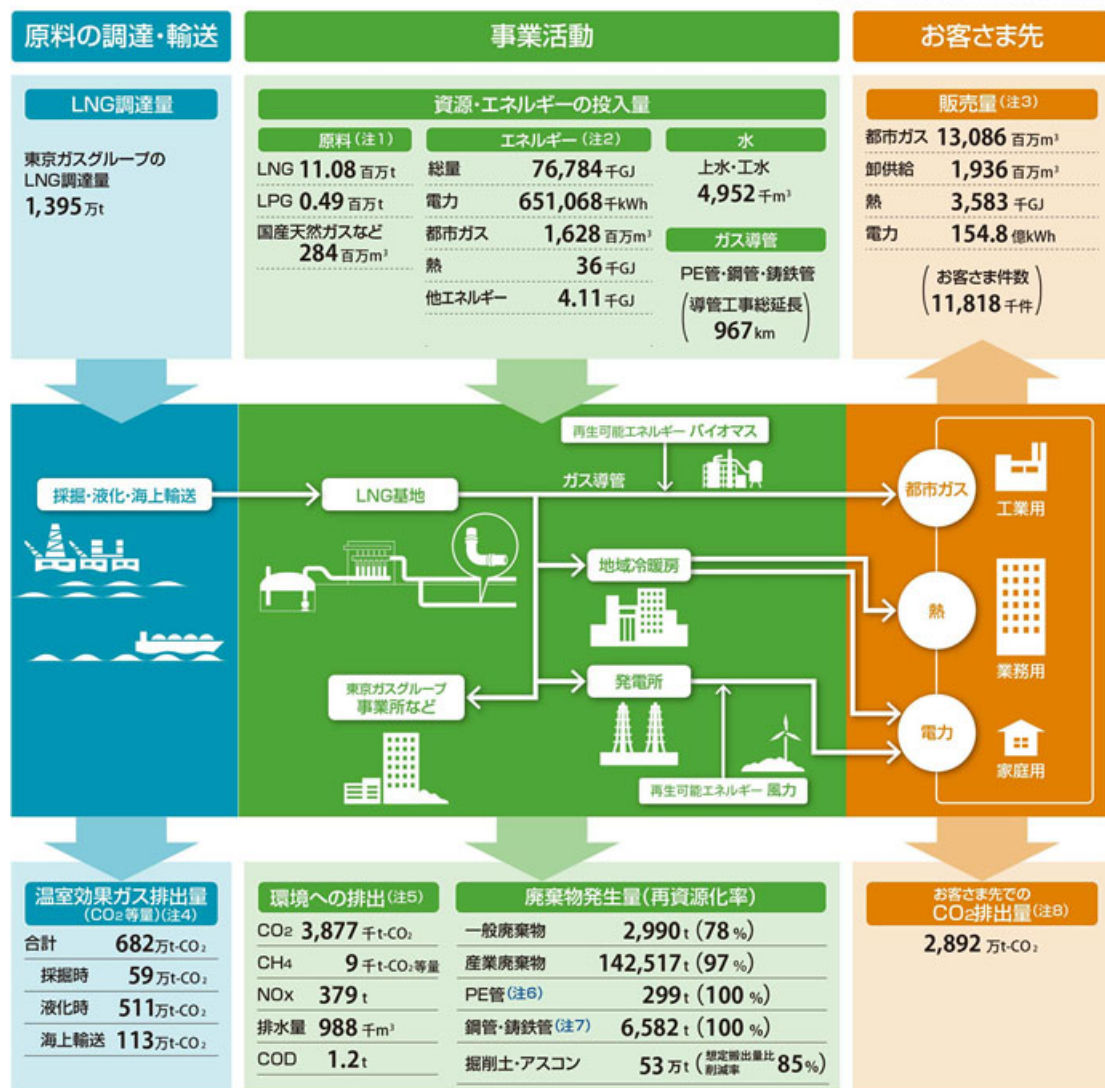 原料の調達・輸送
事業活動
お客さま先
LNG調達量
東京ガスグループの
LNG調達量
1,395 万t
資源・エネルギーの投入量
原料(注1)
LNG 11.08 百万t
LPG 0.49 百万t
国産天然ガスなど
284 百万m³
エネルギー(注2)
総量 76,784 千GJ
電力 651,068 千kWh
都市ガス 1,628 百万m³
熱 36 千GJ
他エネルギー 4.11 千GJ
水
上水・工水
4,952 千m³
ガス導管
PE管・鋼管・鋳鉄管
(導管工事総延長
967 km)
販売量(注3)
都市ガス 13,086 百万m³
卸供給 1,936 百万m³
熱 3,583 千GJ
電力 154.8 億kWh
(お客さま件数
11,818 千件)
採掘・液化・海上輸送
LNG基地
再生可能エネルギー バイオマス
ガス導管
地域冷暖房
東京ガスグループ
事業所など
発電所
再生可能エネルギー 風力
都市ガス
熱
電力
工業用
業務用
家庭用
温室効果ガス排出量
(CO₂等量)(注4)
合計 682万t-CO₂
採掘時 59万t-CO₂
液化時 511万t-CO₂
海上輸送 113万t-CO₂
環境への排出(注5)
CO₂ 3,877 千t-CO₂
CH₄ 9 千t-CO₂等量
NOx 379 t
排水量 988 千m³
COD 1.2 t
廃棄物発生量(再資源化率)
一般廃棄物 2,990 t (78 %)
産業廃棄物 142,517 t (97 %)
PE管(注6) 299 t (100 %)
鋼管・鋳鉄管(注7) 6,582 t (100 %)
掘削土・アスコン 53 万t (想定搬出量比削減率 85%)
お客さま先での
CO₂排出量(注8)
2,892 万t-CO₂